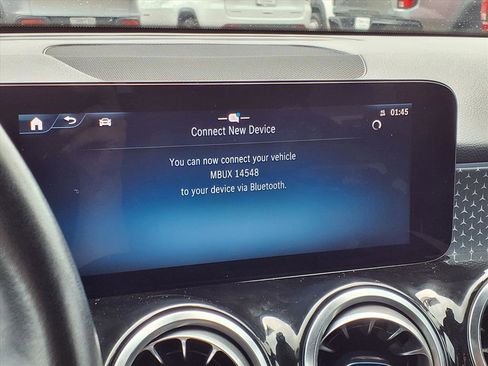 01:45
Connect New Device
You can now connect your vehicle
MBUX 14548
to your device via Bluetooth.